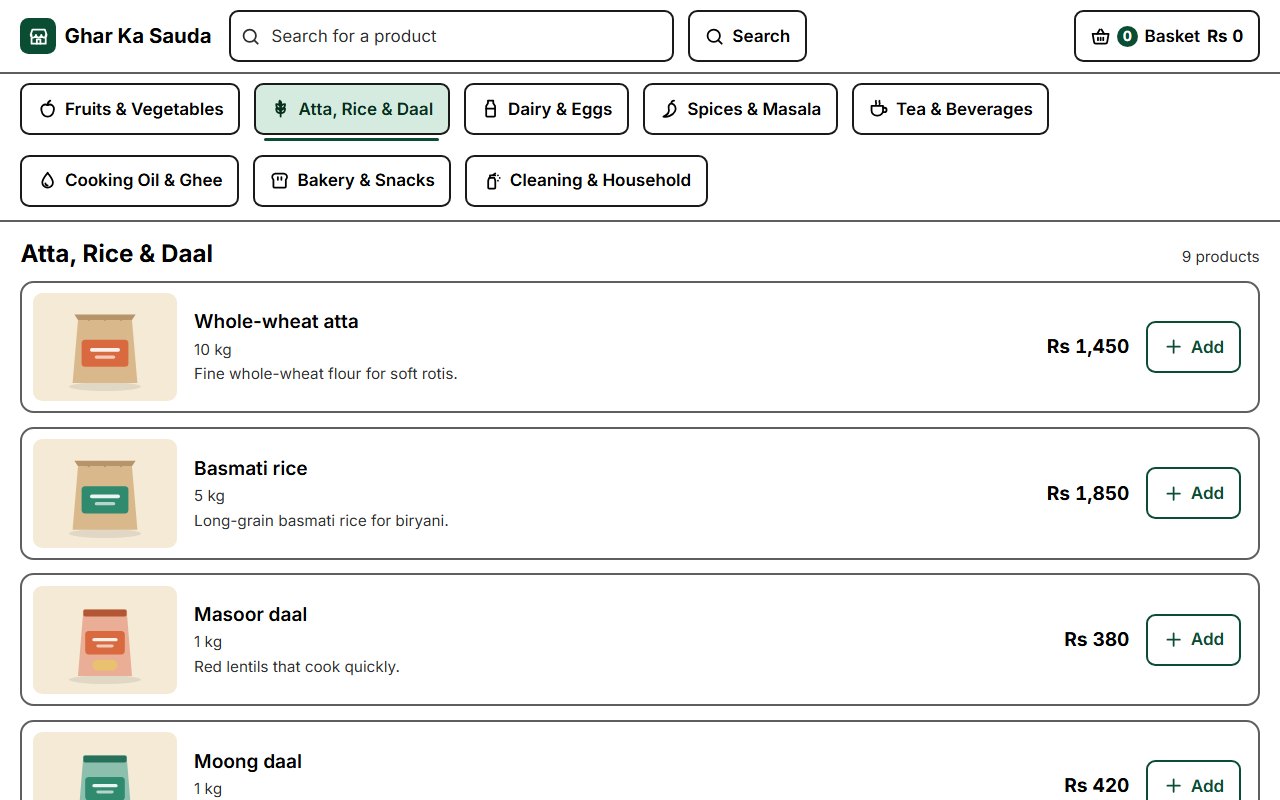 Ghar Ka Sauda
Search for a product
Search
0 Basket Rs 0
Fruits & Vegetables
Atta, Rice & Daal
Dairy & Eggs
Spices & Masala
Tea & Beverages
Cooking Oil & Ghee
Bakery & Snacks
Cleaning & Household
Atta, Rice & Daal
9 products
Whole-wheat atta
10 kg
Fine whole-wheat flour for soft rotis.
Rs 1,450
Add
Basmati rice
5 kg
Long-grain basmati rice for biryani.
Rs 1,850
Add
Masoor daal
1 kg
Red lentils that cook quickly.
Rs 380
Add
Moong daal
1 kg
Rs 420
Add